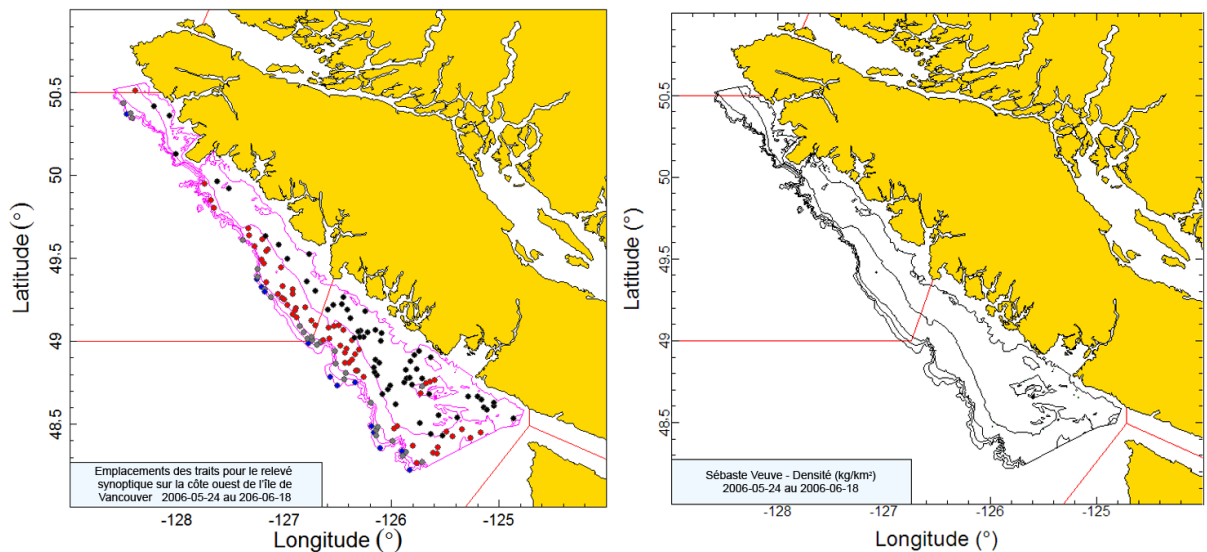 50.5
50
49.5
49
48.5
Latitude (°)
-128
-127
-126
-125
Longitude (°)
Emplacements des traits pour le relevé
synoptique sur la côte ouest de l'île de
Vancouver 2006-05-24 au 206-06-18
50.5
50
49.5
49
48.5
Latitude (°)
-128
-127
-126
-125
Longitude (°)
Sébaste Veuve - Densité (kg/km²)
2006-05-24 au 2006-06-18